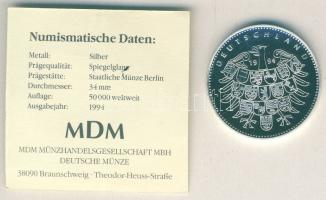 Numismatische Daten:
Metall: Silber
Prägequalität: Spiegelglanz
Prägestätte: Staatliche Münze Berlin
Durchmesser: 34 mm
Auflage: 50 000 weltweit
Ausgabejahr: 1994
MDM
MDM MÜNZHANDELSGESELLSCHAFT MBH
DEUTSCHE MÜNZE
38090 Braunschweig · Theodor-Heuss-Straße
DEUTSCHLAND
19 94